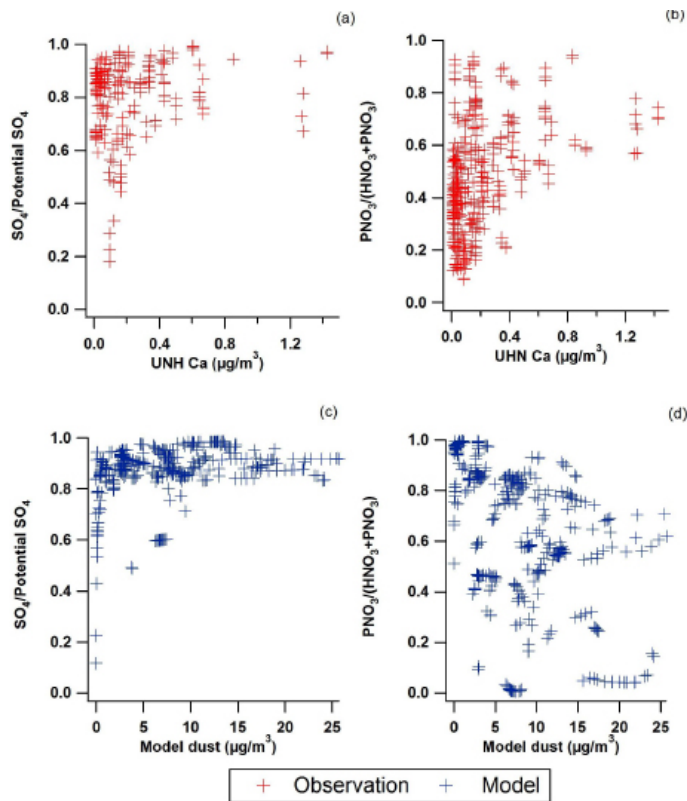 (a)
1.0
0.8
0.6
0.4
0.2
0.0
SO4/Potential SO4
0.0 0.4 0.8 1.2
UNH Ca (µg/m³)
(b)
1.0
0.8
0.6
0.4
0.2
0.0
PNO3/(HNO3+PNO3)
0.0 0.4 0.8 1.2
UHN Ca (µg/m³)
(c)
1.0
0.8
0.6
0.4
0.2
0.0
SO4/Potential SO4
0 5 10 15 20 25
Model dust (µg/m³)
(d)
1.0
0.8
0.6
0.4
0.2
0.0
PNO3/(HNO3+PNO3)
0 5 10 15 20 25
Model dust (µg/m³)
Observation Model